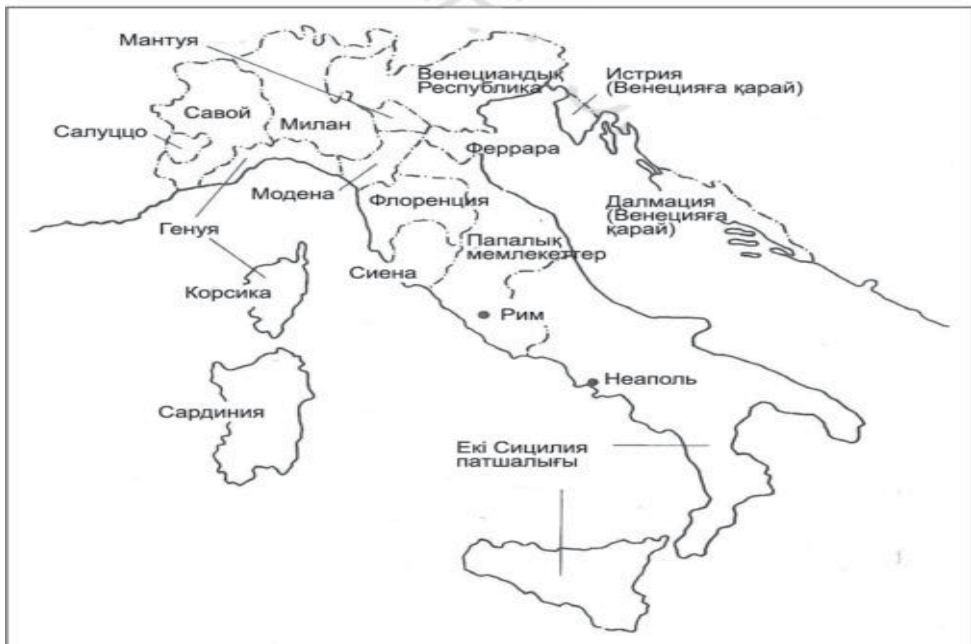 Мантуя
Венециандық
Республика
Истрия
(Венецияға қарай)
Савой
Милан
Салуццо
Феррара
Модена
Флоренция
Далмация
(Венецияға
қарай)
Генуя
Папалық
мемлекеттер
Сиена
Корсика
Рим
Неаполь
Сардиния
Екі Сицилия
патшалығы